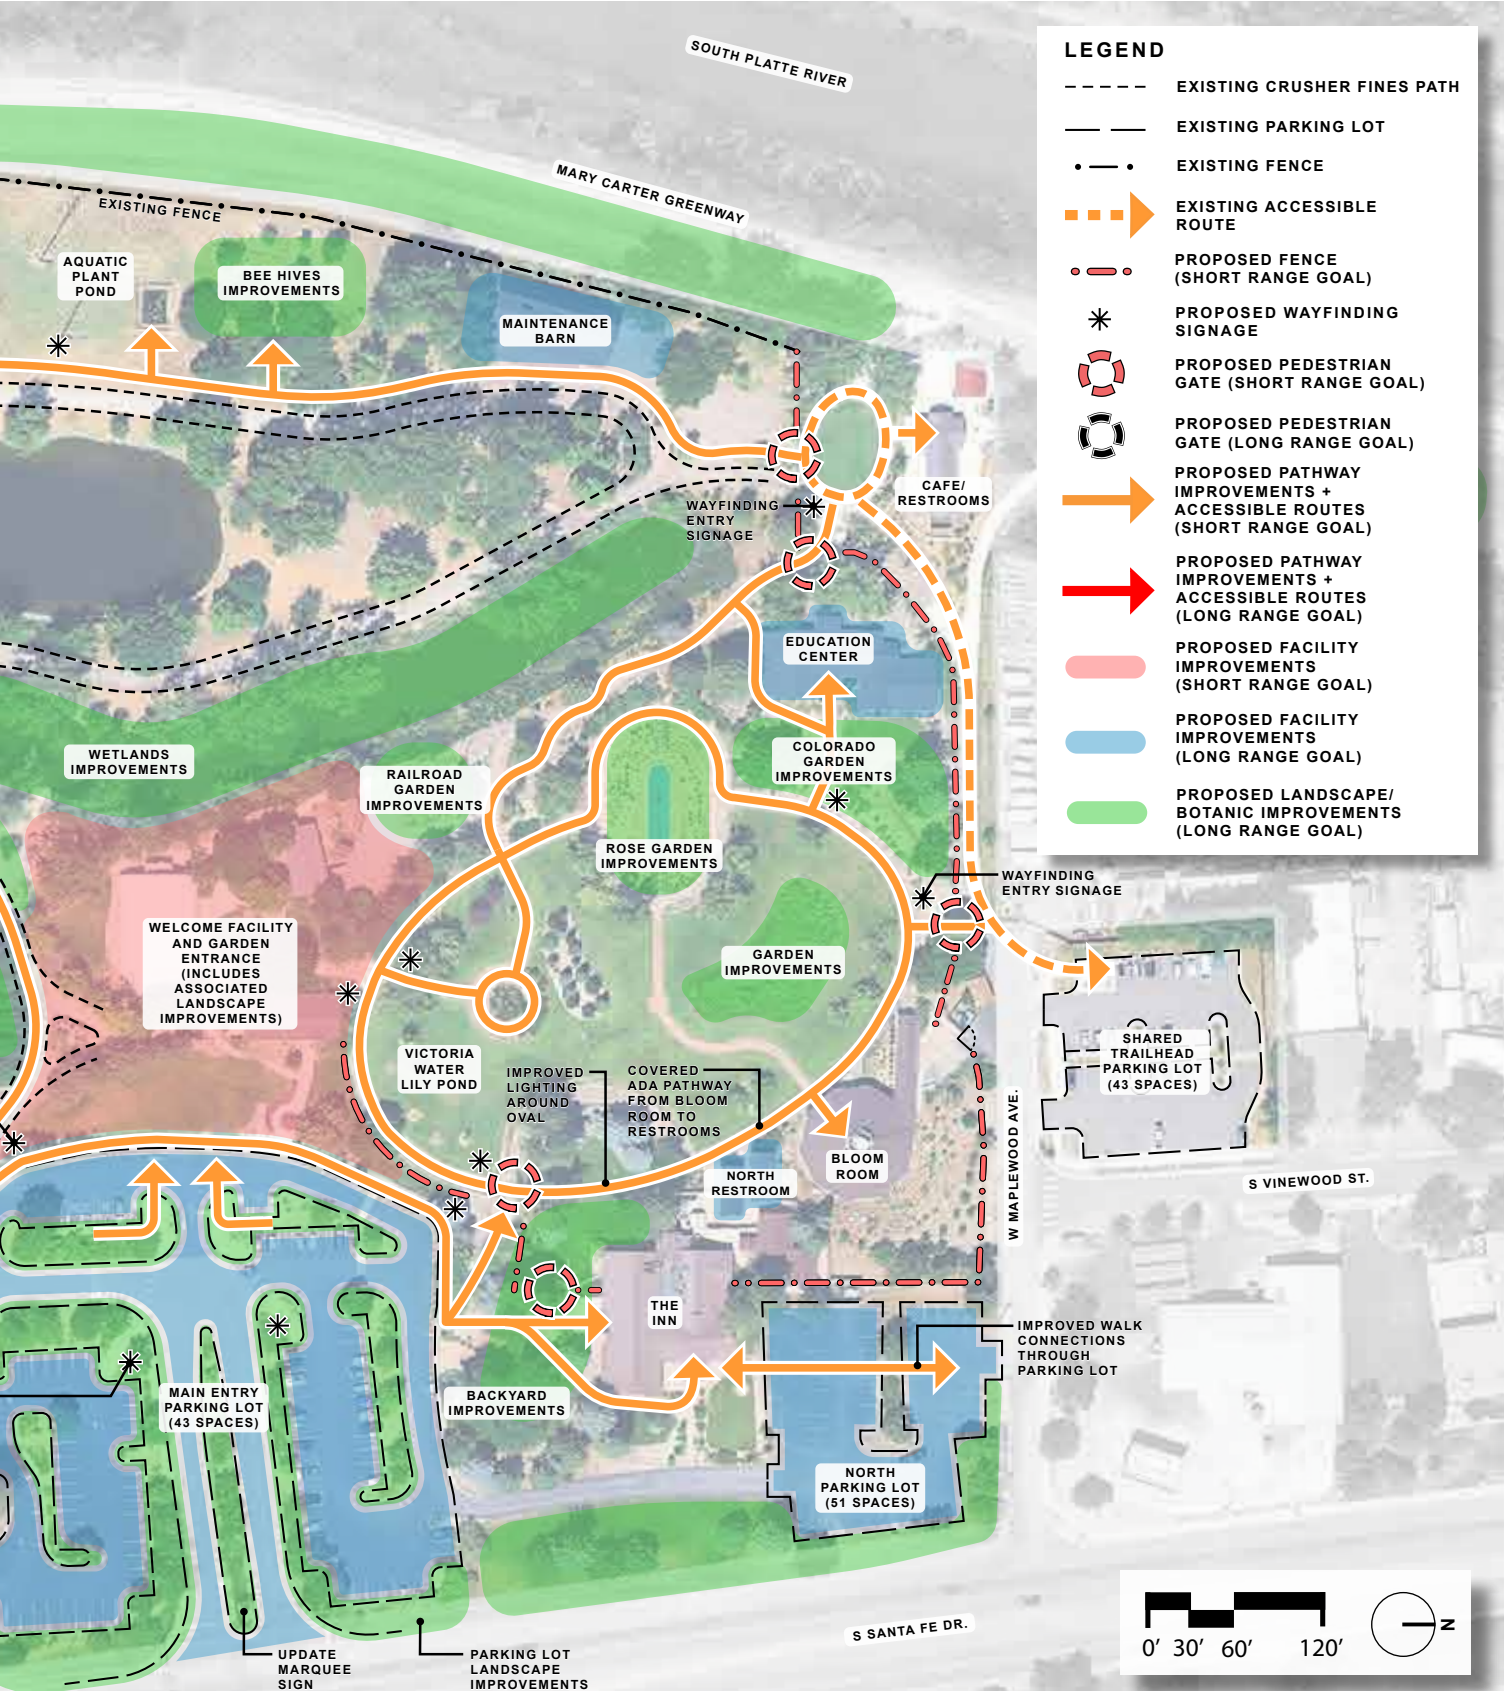 SOUTH PLATTE RIVER
MARY CARTER GREENWAY
EXISTING FENCE
AQUATIC
PLANT
POND
BEE HIVES
IMPROVEMENTS
MAINTENANCE
BARN
CAFE/
RESTROOMS
WAYFINDING
ENTRY
SIGNAGE
EDUCATION
CENTER
WETLANDS
IMPROVEMENTS
RAILROAD
GARDEN
IMPROVEMENTS
COLORADO
GARDEN
IMPROVEMENTS
ROSE GARDEN
IMPROVEMENTS
WAYFINDING
ENTRY SIGNAGE
WELCOME FACILITY
AND GARDEN
ENTRANCE
(INCLUDES
ASSOCIATED
LANDSCAPE
IMPROVEMENTS)
GARDEN
IMPROVEMENTS
VICTORIA
WATER
LILY POND
IMPROVED
LIGHTING
AROUND
OVAL
COVERED
ADA PATHWAY
FROM BLOOM
ROOM TO
RESTROOMS
SHARED
TRAILHEAD
PARKING LOT
(43 SPACES)
BLOOM
ROOM
NORTH
RESTROOM
W MAPLEWOOD AVE.
S VINEWOOD ST.
THE
INN
IMPROVED WALK
CONNECTIONS
THROUGH
PARKING LOT
MAIN ENTRY
PARKING LOT
(43 SPACES)
BACKYARD
IMPROVEMENTS
NORTH
PARKING LOT
(51 SPACES)
S SANTA FE DR.
UPDATE
MARQUEE
SIGN
PARKING LOT
LANDSCAPE
IMPROVEMENTS
LEGEND
EXISTING CRUSHER FINES PATH
EXISTING PARKING LOT
EXISTING FENCE
EXISTING ACCESSIBLE
ROUTE
PROPOSED FENCE
(SHORT RANGE GOAL)
PROPOSED WAYFINDING
SIGNAGE
PROPOSED PEDESTRIAN
GATE (SHORT RANGE GOAL)
PROPOSED PEDESTRIAN
GATE (LONG RANGE GOAL)
PROPOSED PATHWAY
IMPROVEMENTS +
ACCESSIBLE ROUTES
(SHORT RANGE GOAL)
PROPOSED PATHWAY
IMPROVEMENTS +
ACCESSIBLE ROUTES
(LONG RANGE GOAL)
PROPOSED FACILITY
IMPROVEMENTS
(SHORT RANGE GOAL)
PROPOSED FACILITY
IMPROVEMENTS
(LONG RANGE GOAL)
PROPOSED LANDSCAPE/
BOTANIC IMPROVEMENTS
(LONG RANGE GOAL)
0' 30' 60' 120'
N